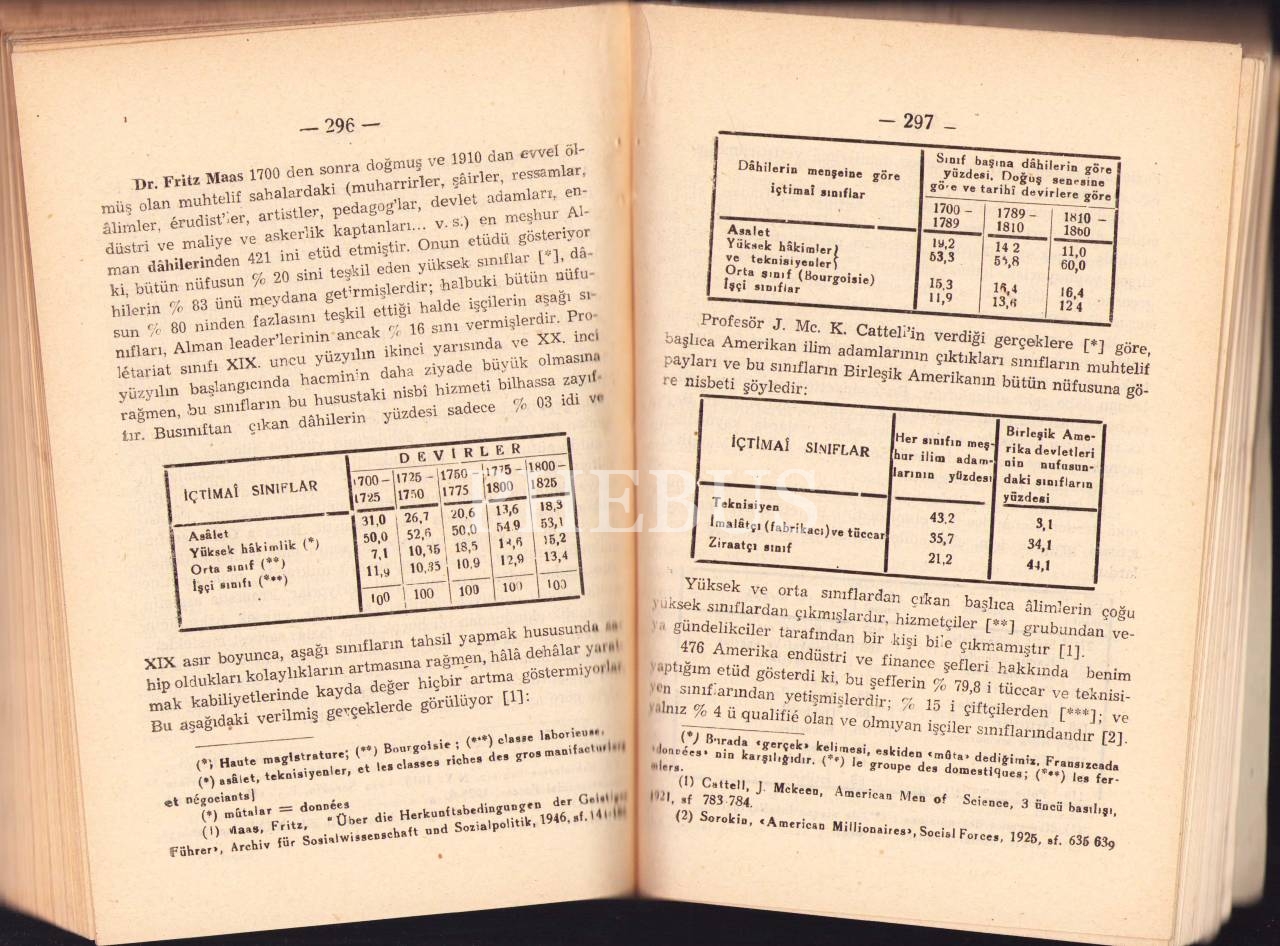 — 296 —
Dr. Fritz Maas 1700 den sonra doğmuş ve 1910 dan evvel öl-
müş olan muhtelif sahalardaki (muharrirler, şâirler, ressamlar,
âlimler, érudist'ler, artistler, pedagog'lar, devlet adamları, en-
düstri ve maliye ve askerlik kaptanları... v. s.) en meşhur Al-
man dâhilerinden 421 ini etüd etmiştir. Onun etüdü gösteriyor
ki, bütün nüfusun % 20 sini teşkil eden yüksek sınıflar [*], dâ-
hilerin % 83 ünü meydana getirmişlerdir; halbuki bütün nüfu-
sun % 80 ninden fazlasını teşkil ettiği halde işçilerin aşağı sı-
nıfları, Alman leader'lerinin ancak % 16 sını vermişlerdir. Pro-
létariat sınıfı XIX. uncu yüzyılın ikinci yarısında ve XX. inci
yüzyılın başlangıcında hacminin daha ziyade büyük olmasına
rağmen, bu sınıfların bu husustaki nisbî hizmeti bilhassa zayıf-
tır. Busınıftan çıkan dâhilerin yüzdesi sadece % 03 idi ve
İÇTİMAÎ SINIFLAR
DEVİRLER
1700– 1725 – 1750 – 1775 – 1800 –
1725 1750 1775 1800 1825
Asâlet 31,0 26,7 20,6 13,6 18,3
Yüksek hâkimlik (*) 50,0 52,6 50,0 54.9 53,1
Orta sınıf (**) 7,1 10,35 18,5 18,6 15,2
İşçi sınıfı (***) 11,9 10,35 10,9 12,9 13,4
100 100 100 100 100
XIX asır boyunca, aşağı sınıfların tahsil yapmak hususunda sa-
hip oldukları kolaylıkların artmasına rağmen, hâlâ dehâlar yarat-
mak kabiliyetlerinde kayda değer hiçbir artma göstermiyorlar
Bu aşağıdaki verilmiş gerçeklerde görülüyor [1]:
(*) Haute magistrature; (**) Bourgoisie ; (***) classe laborieuse,
(*) asâlet, teknisiyenler, et les classes riches des gros manifacturiers
et négociants]
(*) mûtalar = données
(1) Maas, Fritz, "Über die Herkunftsbedingungen der Geistigen
Führer», Archiv für Sosialwissenschaft und Sozialpolitik, 1946, sf.
— 297 –
Dâhilerin menşeine göre
içtimaî sınıflar
Sınıf başına dâhilerin göre
yüzdesi. Doğuş senesine
göre ve tarihî devirlere göre
1700 – 1789 – 1810 –
1789 1810 1860
Asalet 19,2 14 2 11,0
Yüksek hâkimler}
ve teknisiyenler} 53,3 55,8 60,0
Orta sınıf (Bourgoisie) 15,3 16,4 16,4
İşçi sınıflar 11,9 13,6 12 4
Profesör J. Mc. K. Cattell'in verdiği gerçeklere [*] göre,
başlıca Amerikan ilim adamlarının çıktıkları sınıfların muhtelif
payları ve bu sınıfların Birleşik Amerikanın bütün nüfusuna gö-
re nisbeti şöyledir:
İÇTİMAÎ SINIFLAR
Her sınıfın meş-
hur ilim adam-
larının yüzdesi
Birleşik Ame-
rika devletleri
nin nufusun-
daki sınıfların
yüzdesi
Teknisiyen 43,2 3,1
İmalâtçı (fabrikacı) ve tüccar 35,7 34,1
Ziraatçı sınıf 21,2 44,1
Yüksek ve orta sınıflardan çıkan başlıca âlimlerin çoğu
yüksek sınıflardan çıkmışlardır, hizmetçiler [**] grubundan ve-
ya gündelikciler tarafından bir kişi bile çıkmamıştır [1].
476 Amerika endüstri ve finance şefleri hakkında benim
yaptığım etüd gösterdi ki, bu şeflerin % 79,8 i tüccar ve teknisi-
yen sınıflarından yetişmişlerdir; % 15 i çiftçilerden [***]; ve
yalnız % 4 ü qualifié olan ve olmıyan işçiler sınıflarındandır [2].
(*) Burada «gerçek» kelimesi, eskiden «mûta» dediğimiz, Fransızcada
«données» nin karşılığıdır. (**) le groupe des domestiques; (***) les fer-
miers.
(1) Cattell, J. Mckeen, American Men of Science, 3 üncü basılışı,
1921, sf 783-784.
(2) Sorokin, «American Millionaires», Social Forces, 1925, sf. 635 639
PHEBUS